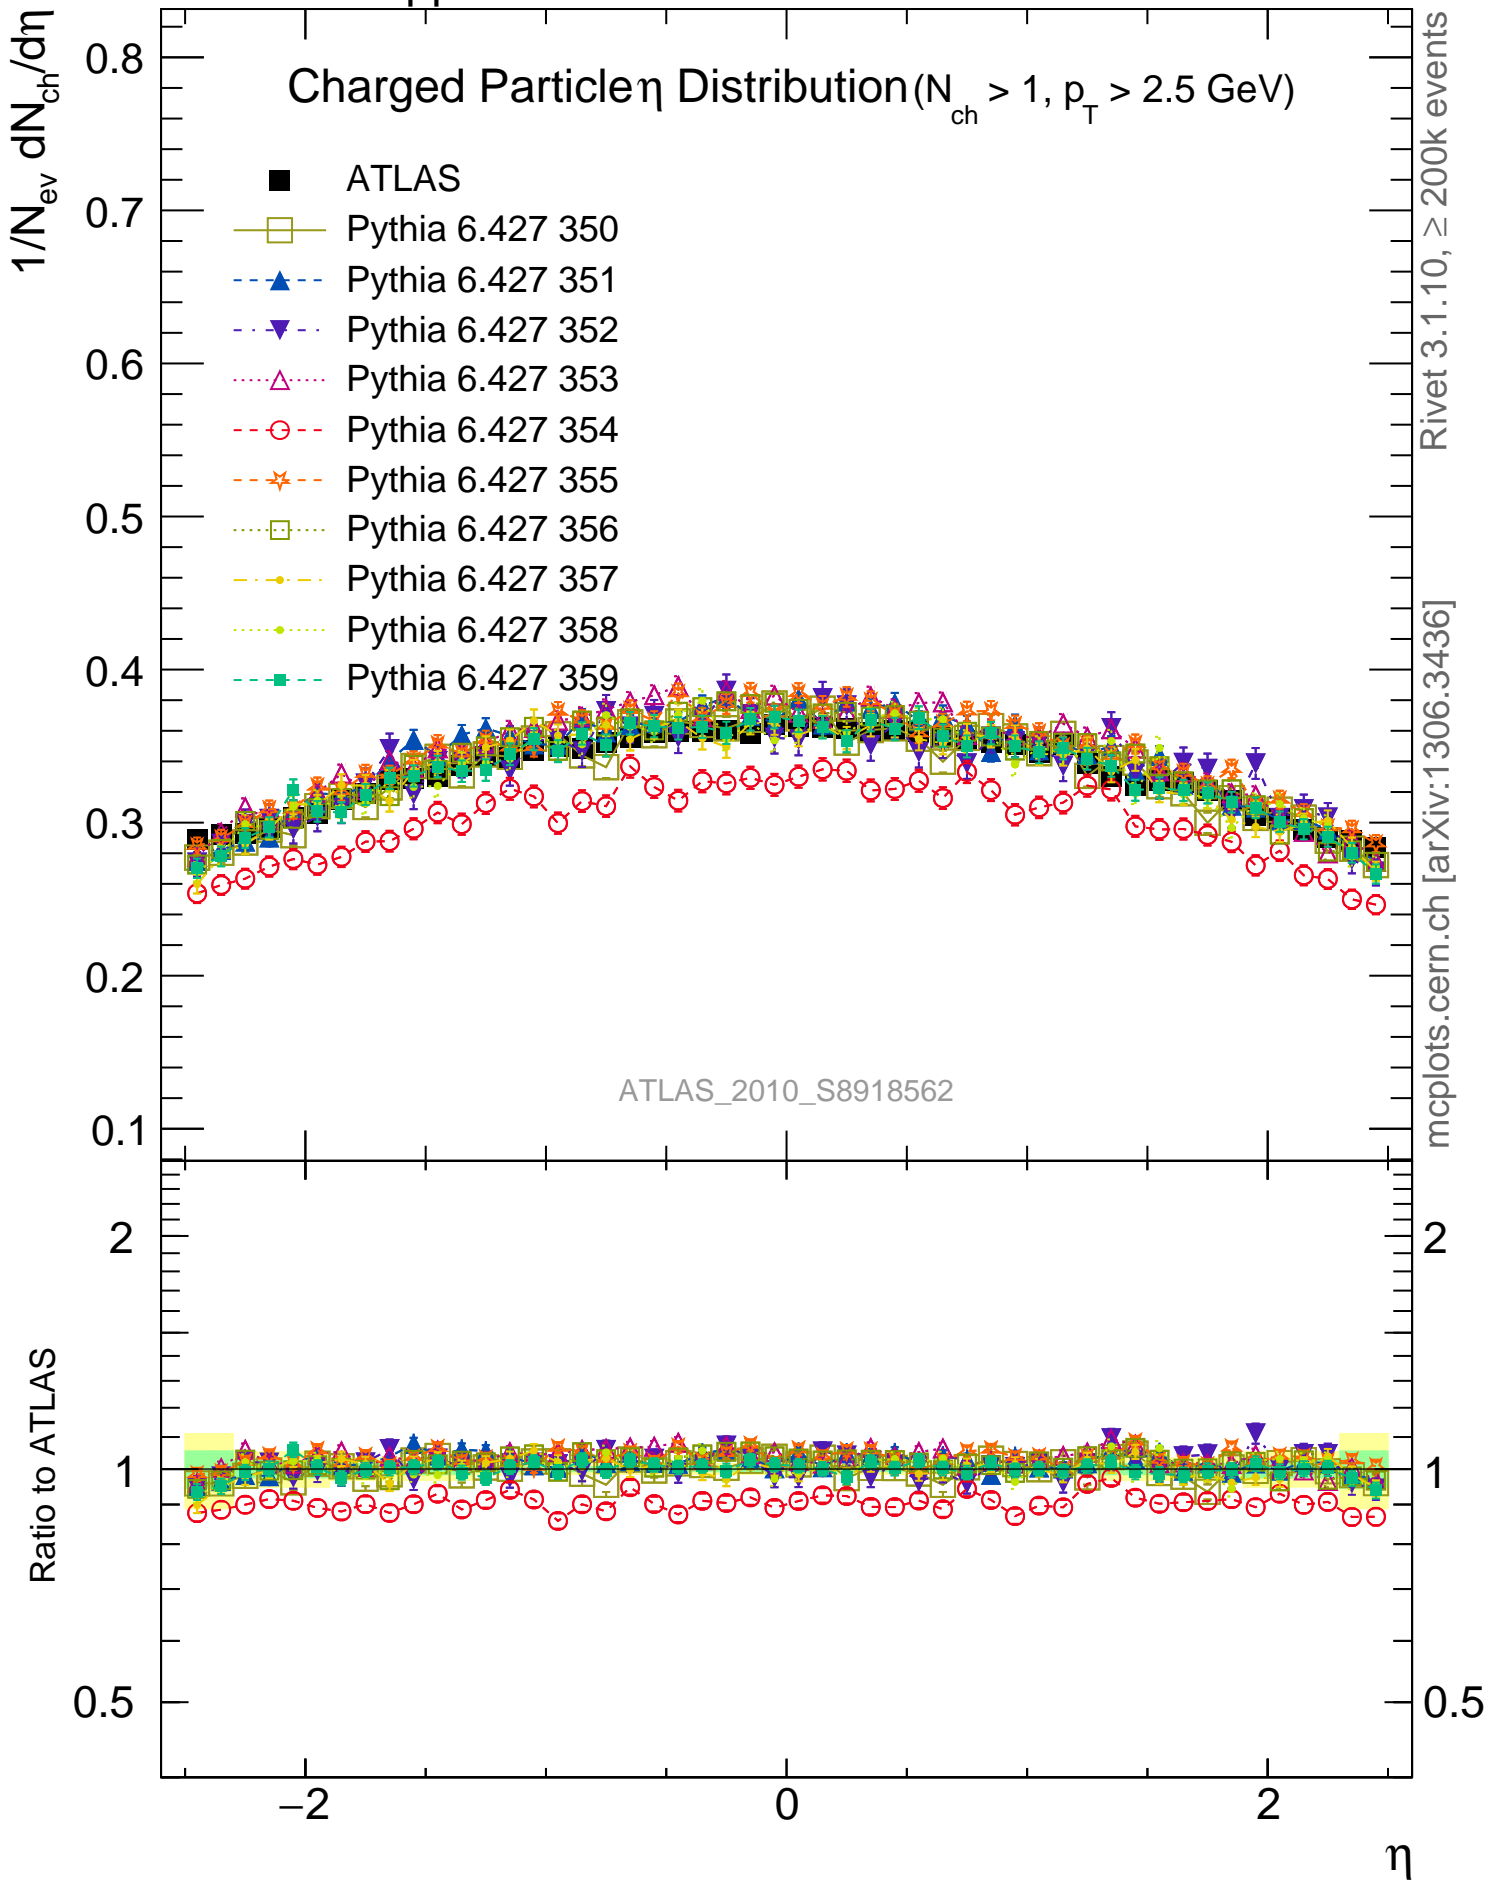 pp
1/N_ev dN_ch/dη
Charged Particle η Distribution (N_ch > 1, p_T > 2.5 GeV)
ATLAS
Pythia 6.427 350
Pythia 6.427 351
Pythia 6.427 352
Pythia 6.427 353
Pythia 6.427 354
Pythia 6.427 355
Pythia 6.427 356
Pythia 6.427 357
Pythia 6.427 358
Pythia 6.427 359
0.8
0.7
0.6
0.5
0.4
0.3
0.2
0.1
ATLAS_2010_S8918562
Rivet 3.1.10, ≥ 200k events
mcplots.cern.ch [arXiv:1306.3436]
Ratio to ATLAS
2
1
0.5
2
1
0.5
−2
0
2
η